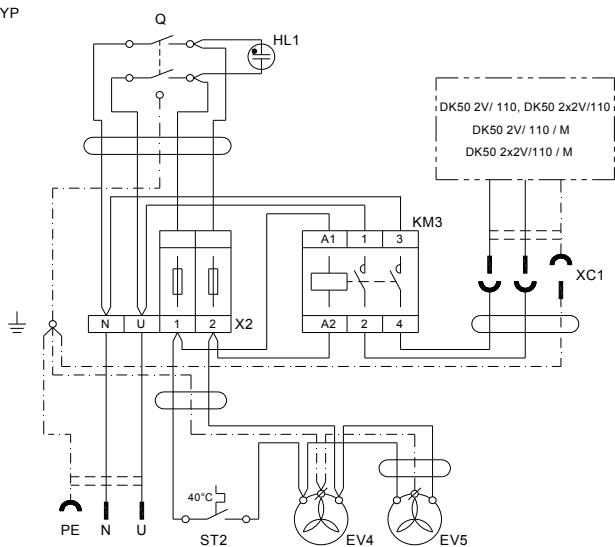 YP
Q
HL1
DK50 2V/ 110, DK50 2x2V/110
DK50 2V/ 110 / M
DK50 2x2V/110 / M
KM3
A1 1 3
XC1
N U 1 2 X2
A2 2 4
40°C
PE N U
ST2
EV4
EV5